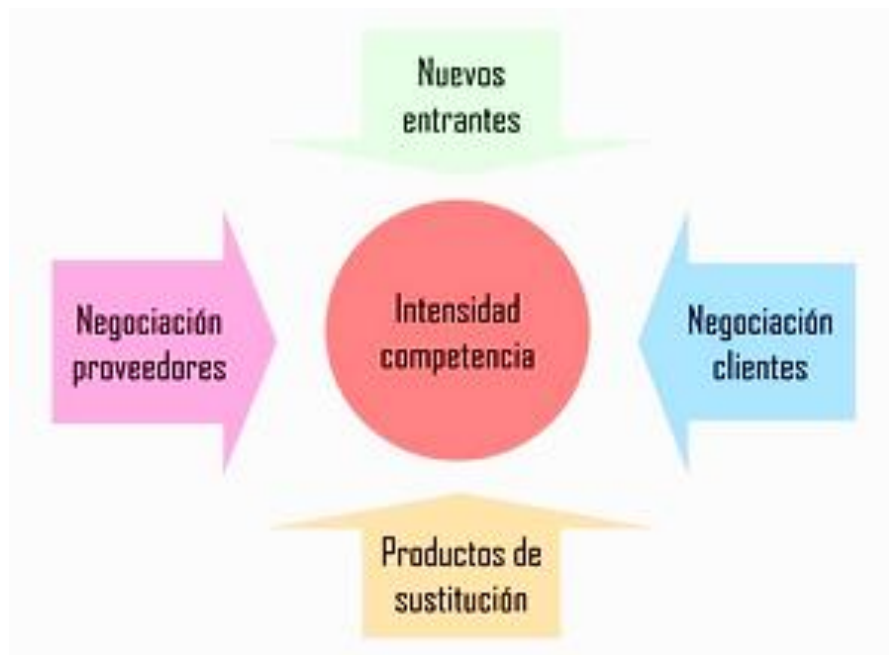 Nuevos
entrantes
Negociación
proveedores
Intensidad
competencia
Negociación
clientes
Productos de
sustitución